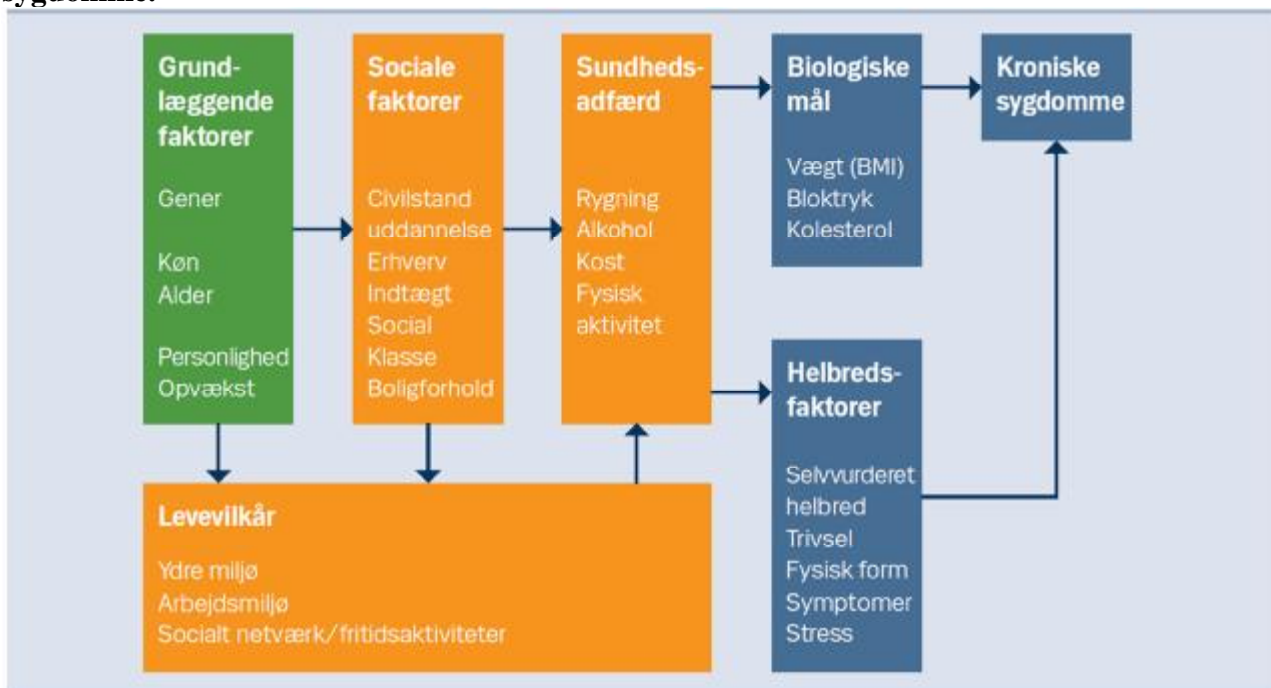 sygdomme.
Grund-
læggende
faktorer
Gener
Køn
Alder
Personlighed
Opvækst
Sociale
faktorer
Civilstand
uddannelse
Erhverv
Indtægt
Social
Klasse
Boligforhold
Sundheds-
adfærd
Rygning
Alkohol
Kost
Fysisk
aktivitet
Biologiske
mål
Vægt (BMI)
Bloktryk
Kolesterol
Kroniske
sygdomme
Helbreds-
faktorer
Selvvurderet
helbred
Trivsel
Fysisk form
Symptomer
Stress
Levevilkår
Ydre miljø
Arbejdsmiljø
Socialt netværk/fritidsaktiviteter